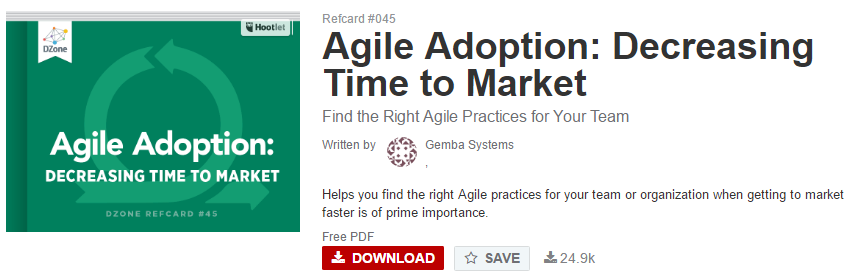 DZone
Hootlet
Agile Adoption:
DECREASING TIME TO MARKET
DZONE REFCARD #45
Refcard #045
Agile Adoption: Decreasing
Time to Market
Find the Right Agile Practices for Your Team
Written by
Gemba Systems
,
Helps you find the right Agile practices for your team or organization when getting to market
faster is of prime importance.
Free PDF
DOWNLOAD
SAVE
24.9k